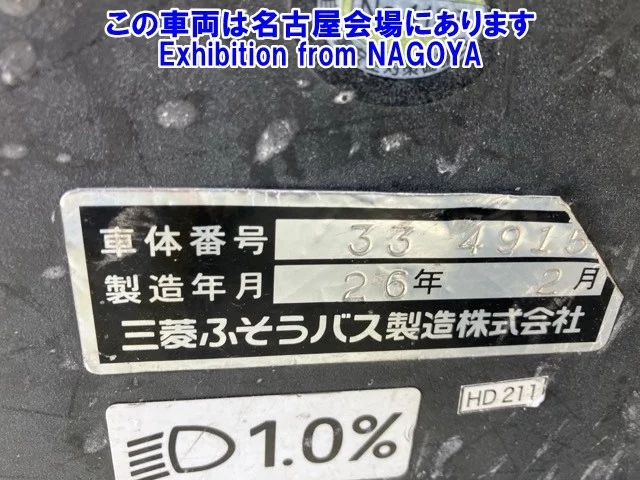 この車両は名古屋会場にあります
Exhibition from NAGOYA
車体番号 33 4915
製造年月 26年 2月
三菱ふそうバス製造株式会社
HD 211
1.0%